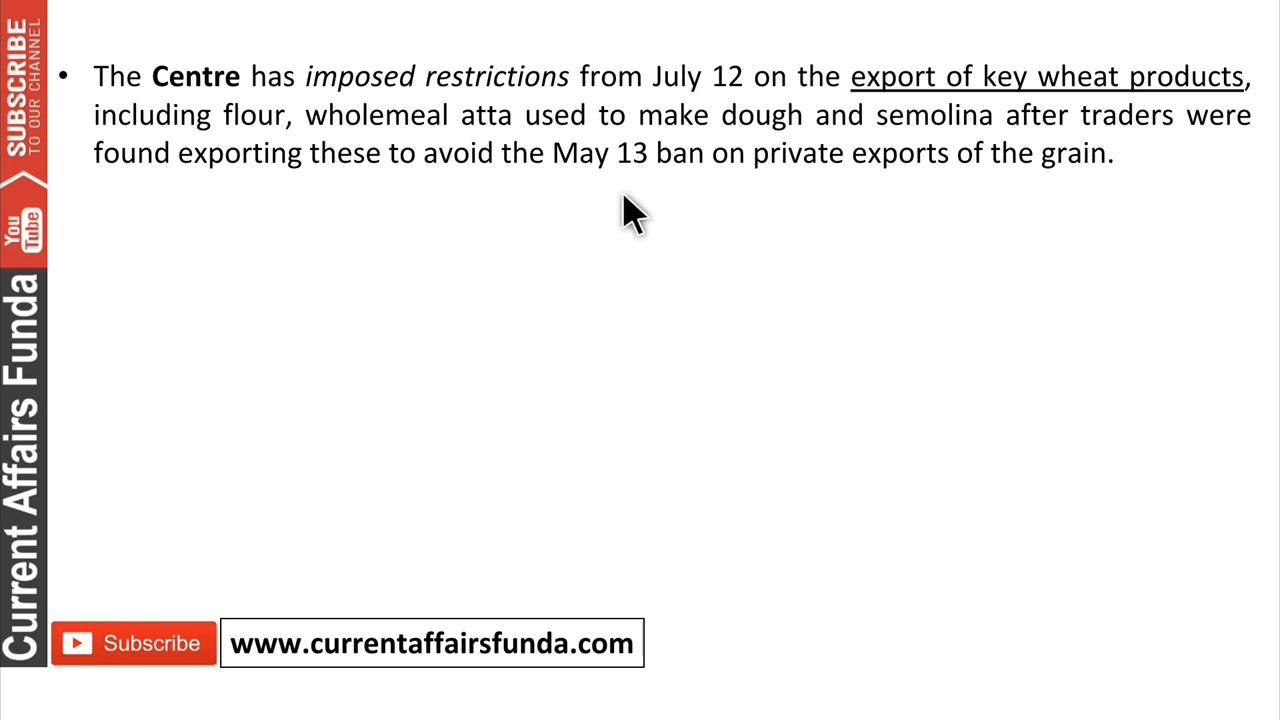 • The Centre has imposed restrictions from July 12 on the export of key wheat products,
including flour, wholemeal atta used to make dough and semolina after traders were
found exporting these to avoid the May 13 ban on private exports of the grain.
SUBSCRIBE
TO OUR CHANNEL
You
Tube
Current Affairs Funda
Subscribe
www.currentaffairsfunda.com